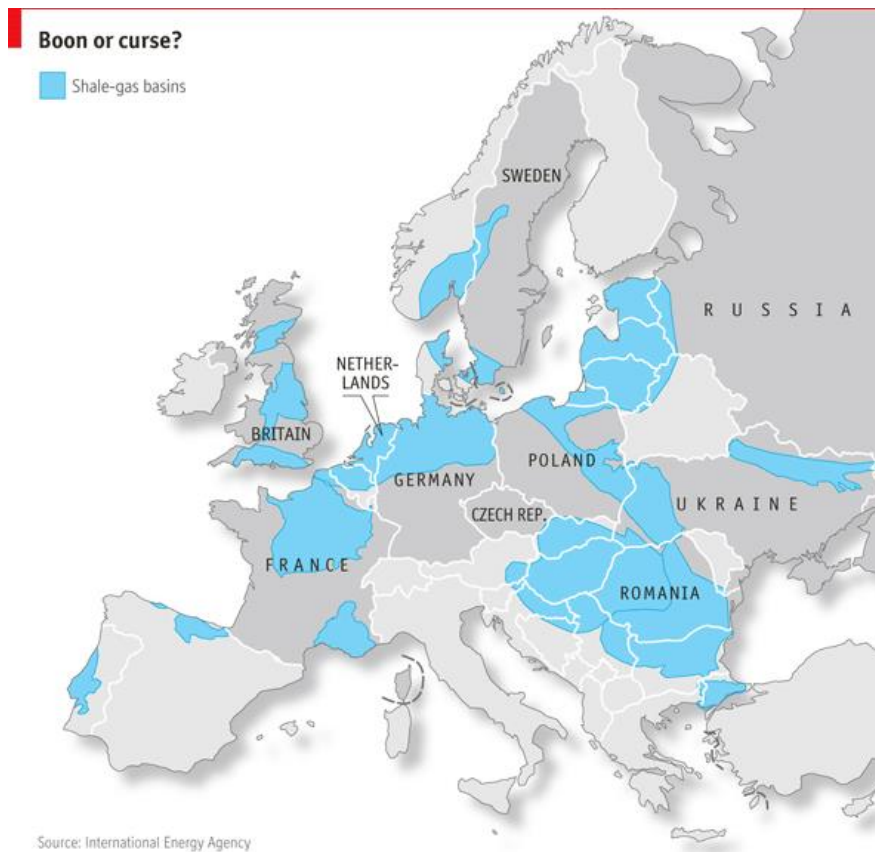 Boon or curse?
Shale-gas basins
SWEDEN
RUSSIA
NETHER-
LANDS
BRITAIN
GERMANY
POLAND
UKRAINE
CZECH REP.
FRANCE
ROMANIA
Source: International Energy Agency